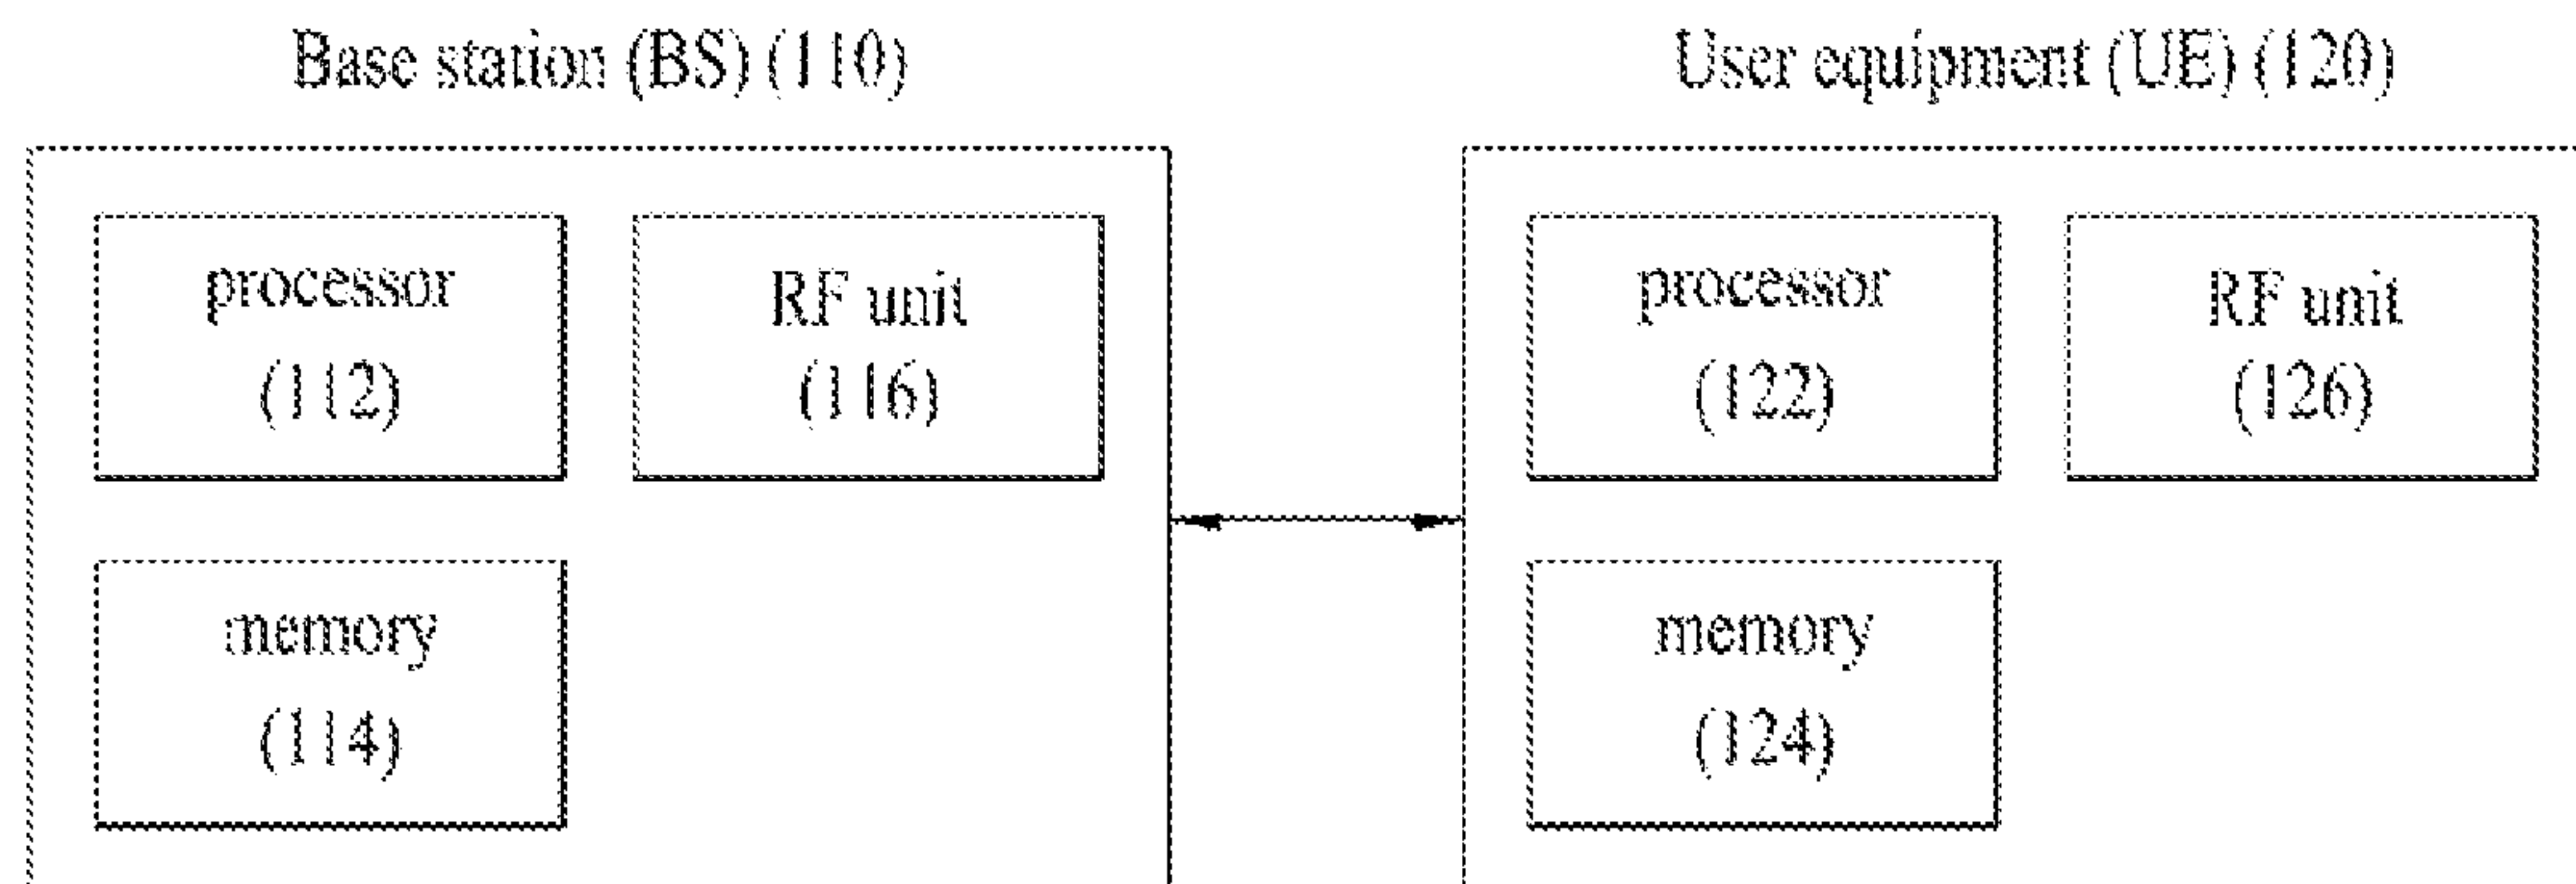 Base station (BS) (110)
processor
(112)
RF unit
(116)
memory
(114)
User equipment (UE) (120)
processor
(122)
RF unit
(126)
memory
(124)